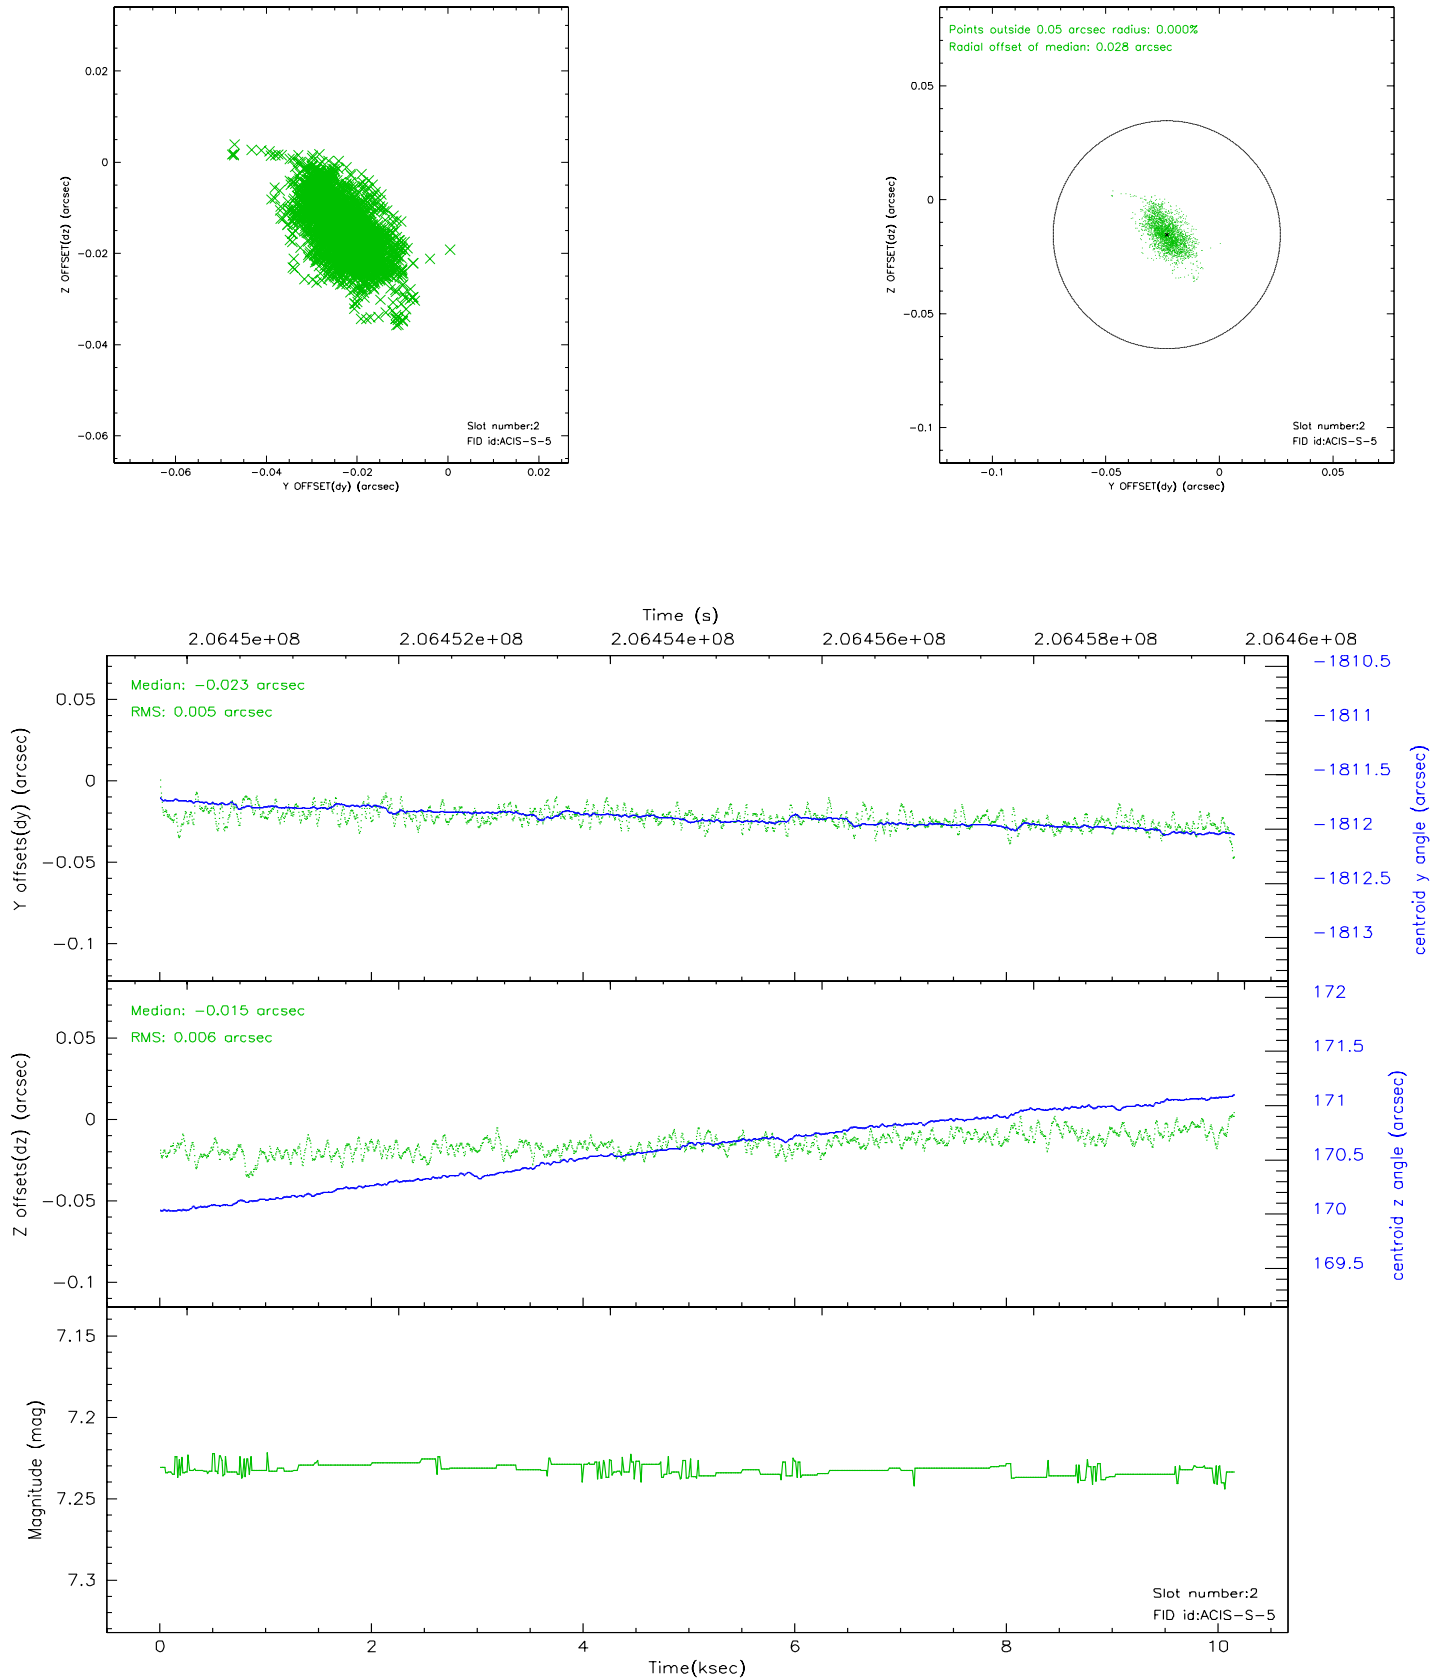 0.02
0
-0.02
-0.04
-0.06
Z OFFSET(dz) (arcsec)
-0.06
-0.04
-0.02
0
0.02
Y OFFSET(dy) (arcsec)
Slot number:2
FID id:ACIS-S-5
Points outside 0.05 arcsec radius: 0.000%
Radial offset of median: 0.028 arcsec
0.05
0
-0.05
-0.1
Z OFFSET(dz) (arcsec)
-0.1
-0.05
0
0.05
Y OFFSET(dy) (arcsec)
Slot number:2
FID id:ACIS-S-5
Time (s)
2.0645e+08
2.06452e+08
2.06454e+08
2.06456e+08
2.06458e+08
2.0646e+08
Median: -0.023 arcsec
RMS: 0.005 arcsec
0.05
0
-0.05
-0.1
Y offsets(dy) (arcsec)
-1810.5
-1811
-1811.5
-1812
-1812.5
-1813
centroid y angle (arcsec)
Median: -0.015 arcsec
RMS: 0.006 arcsec
0.05
0
-0.05
-0.1
Z offsets(dz) (arcsec)
172
171.5
171
170.5
170
169.5
centroid z angle (arcsec)
7.15
7.2
7.25
7.3
Magnitude (mag)
Slot number:2
FID id:ACIS-S-5
0
2
4
6
8
10
Time(ksec)